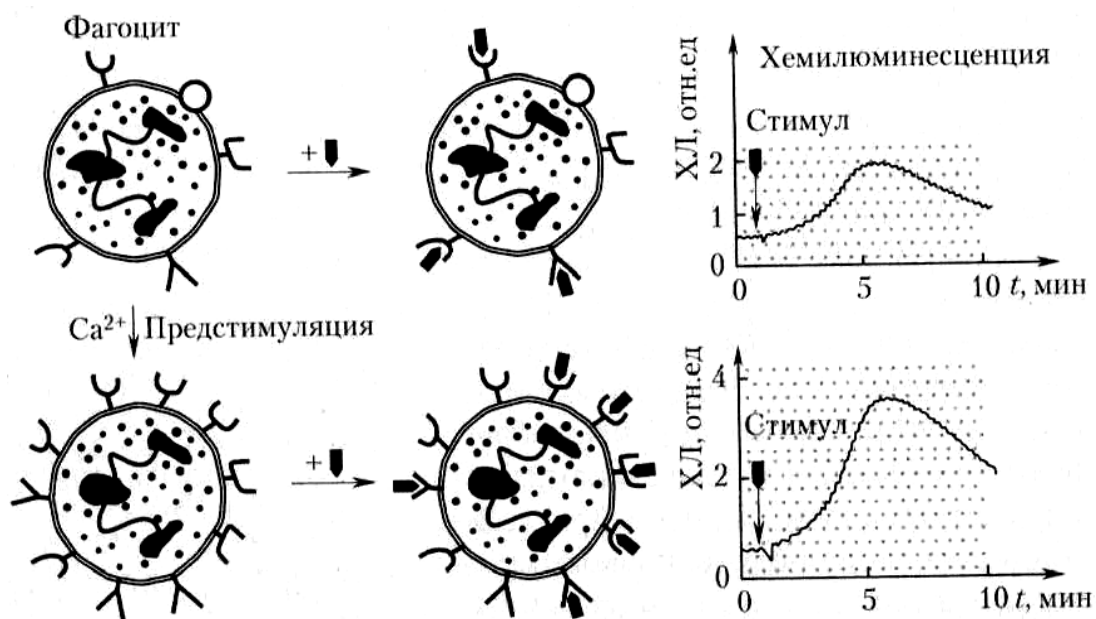 Фагоцит
+
Хемилюминесценция
ХЛ, отн.ед
Стимул
2
1
0
0
5
10 t, мин
Ca²⁺
Предстимуляция
+
ХЛ, отн.ед
4
Стимул
2
0
0
5
10 t, мин